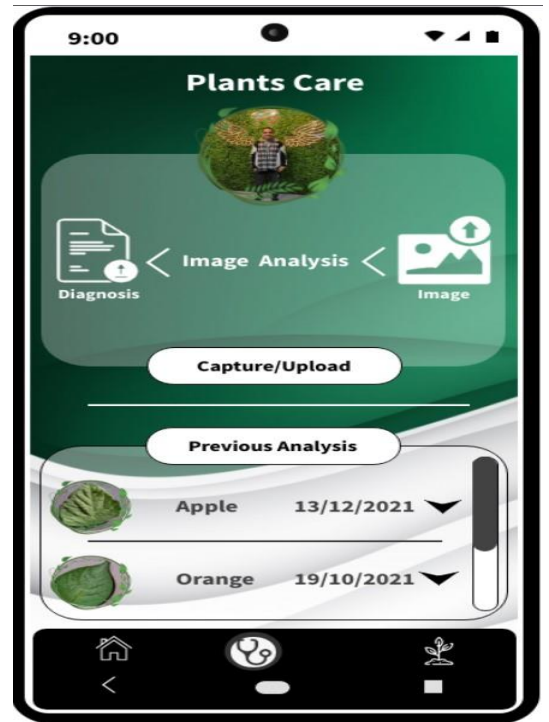 9:00
Plants Care
Image Analysis
Diagnosis
Image
Capture/Upload
Previous Analysis
Apple 13/12/2021
Orange 19/10/2021